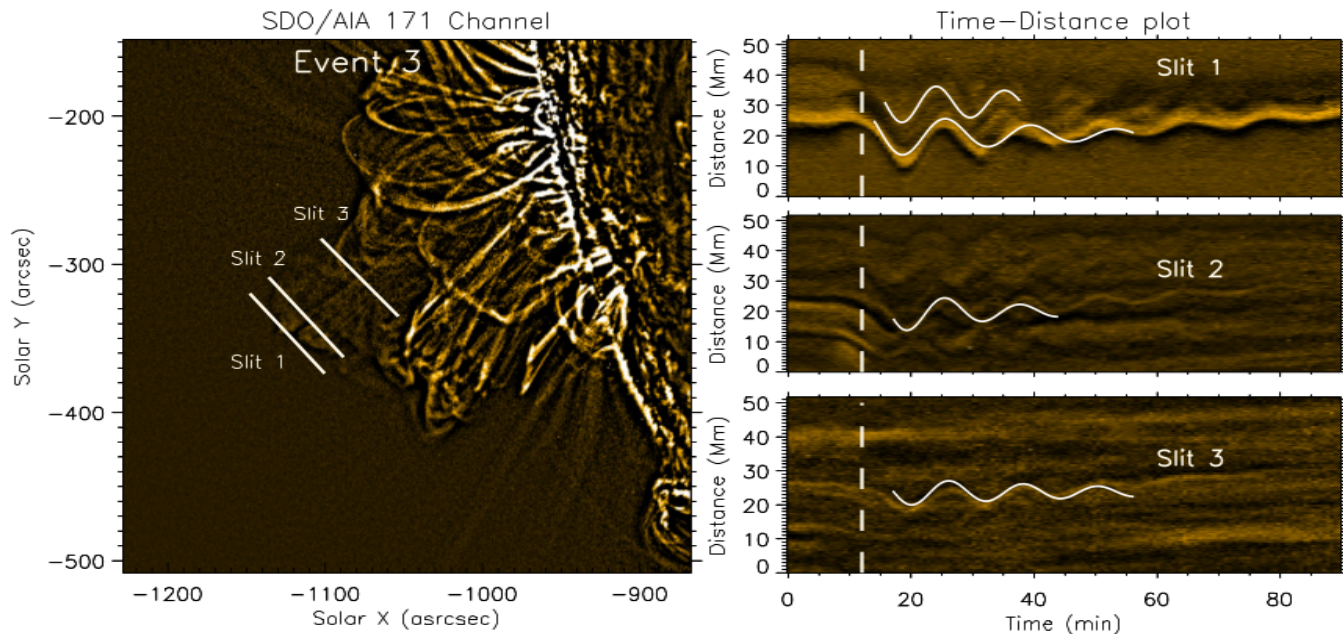 SDO/AIA 171 Channel
Event 3
Slit 3
Slit 2
Slit 1
Solar Y (arcsec)
-200
-300
-400
-500
-1200
-1100
-1000
-900
Solar X (asrcsec)
Time-Distance plot
Slit 1
Distance (Mm)
50
40
30
20
10
0
Slit 2
Distance (Mm)
50
40
30
20
10
0
Slit 3
Distance (Mm)
50
40
30
20
10
0
0 20 40 60 80
Time (min)